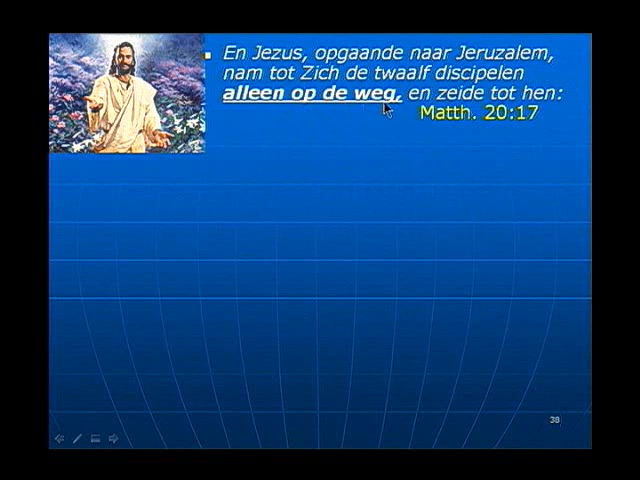 En Jezus, opgaande naar Jeruzalem,
nam tot Zich de twaalf discipelen
alleen op de weg, en zeide tot hen:
Matth. 20:17
38